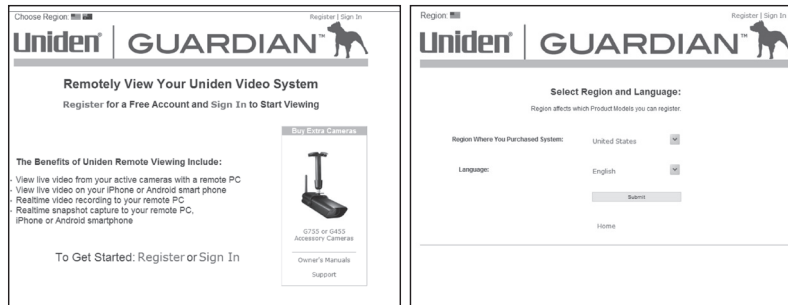 Choose Region:
Register | Sign In
Uniden® | GUARDIAN™
Remotely View Your Uniden Video System
Register for a Free Account and Sign In to Start Viewing
The Benefits of Uniden Remote Viewing Include:
- View live video from your active cameras with a remote PC
- View live video on your iPhone or Android smart phone
- Realtime video recording to your remote PC
- Realtime snapshot capture to your remote PC,
iPhone or Android smartphone
To Get Started: Register or Sign In
Buy Extra Cameras
G755 or G455
Accessory Cameras
Owner's Manuals
Support
Region:
Register | Sign In
Uniden® | GUARDIAN™
Select Region and Language:
Region affects which Product Models you can register.
Region Where You Purchased System: United States
Language: English
Submit
Home